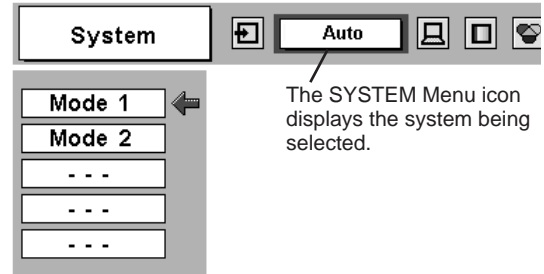 System
Auto
The SYSTEM Menu icon
displays the system being
selected.
Mode 1
Mode 2
- - -
- - -
- - -